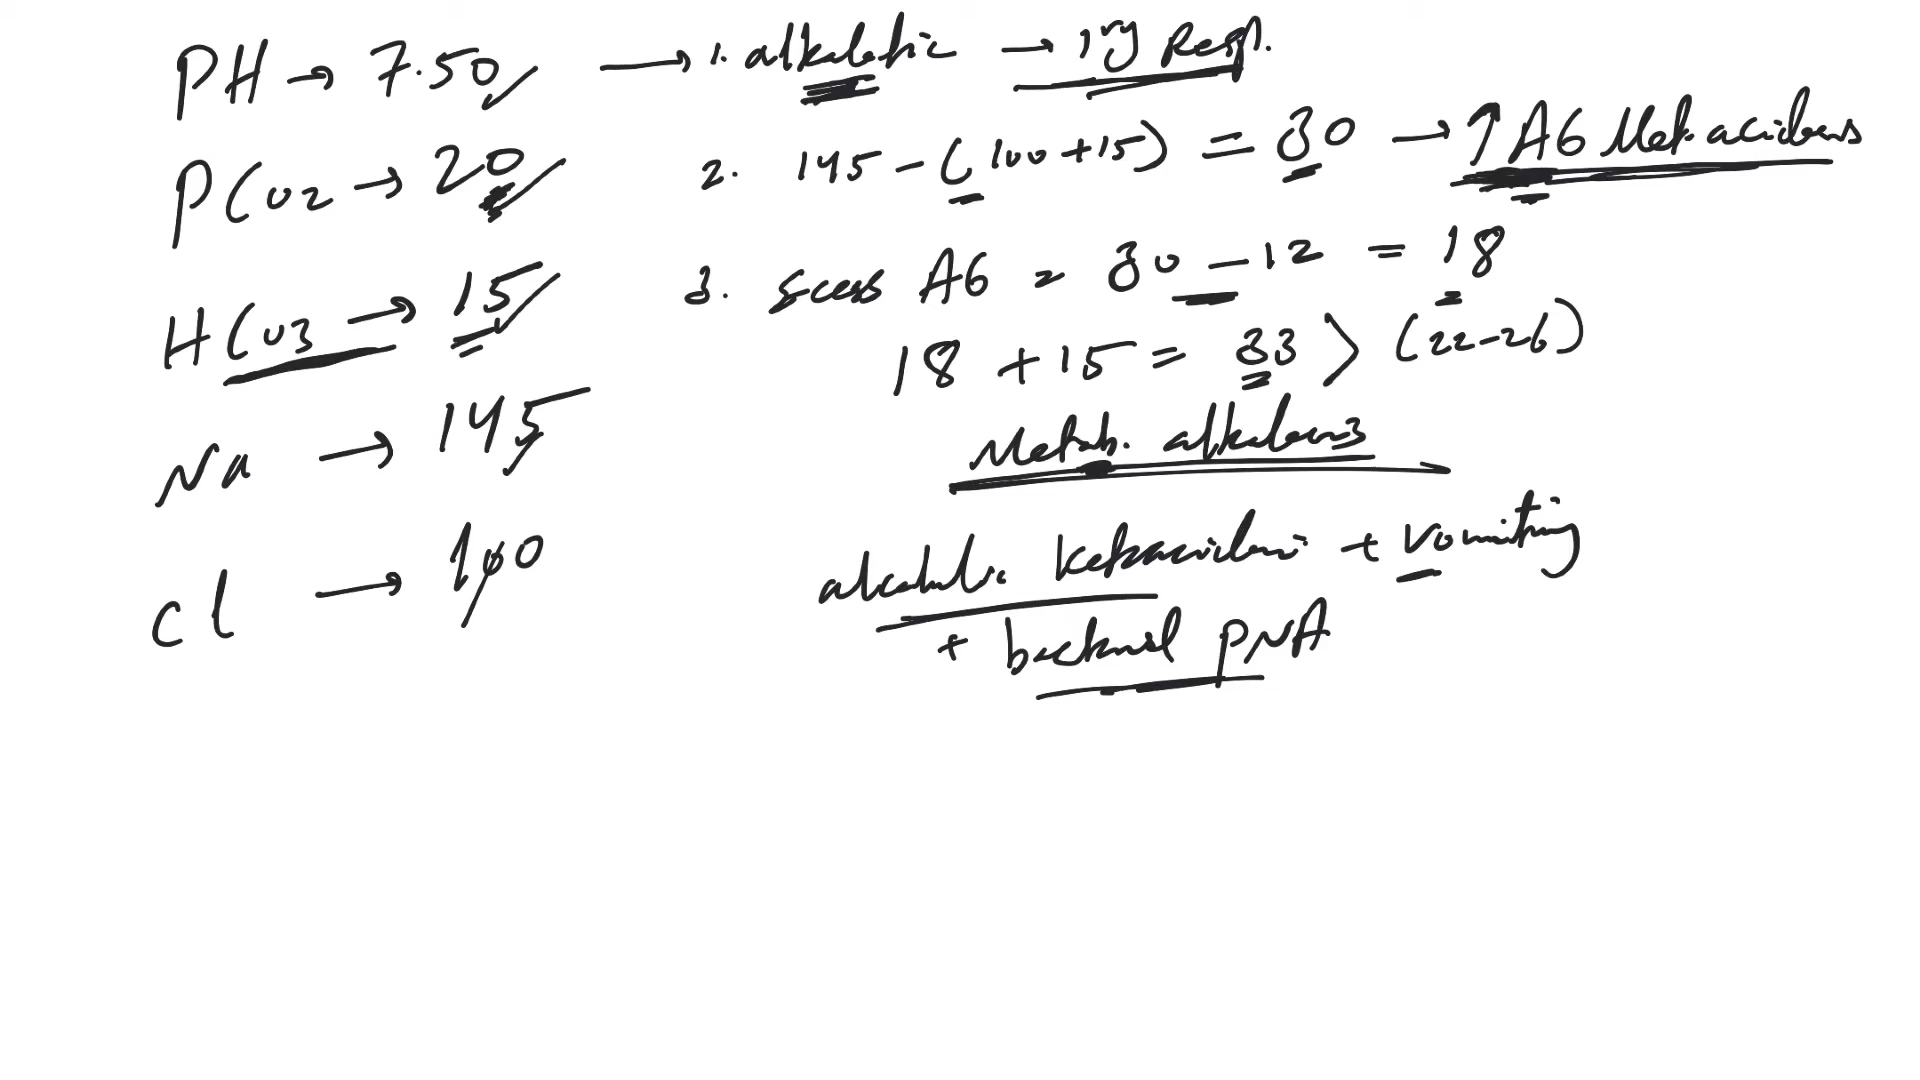 PH → 7.50 → 1. alkalotic → 1ry Resp.
PCO2 → 20
2. 145 - (100 + 15) = 30 → ↑ AG Met. acidosis
HCO3 → 15
3. Excess AG = 30 - 12 = 18
18 + 15 = 33 > (22-26)
Na → 145
Metab. alkalosis
Cl → 100
alcoholic ketoacidosis + vomiting
+ bacterial PNA